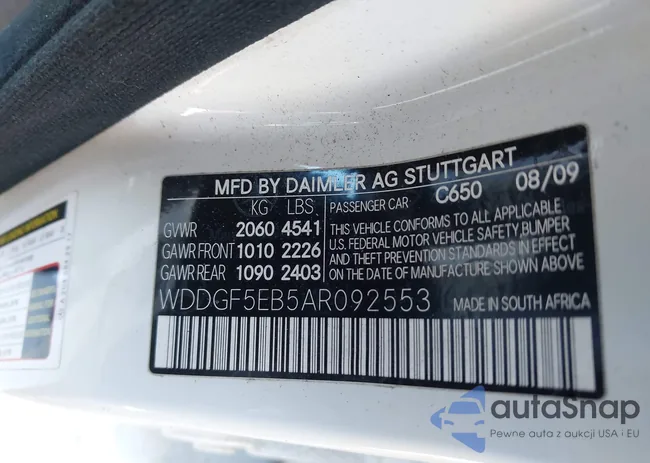 MFD BY DAIMLER AG STUTTGART
KG LBS PASSENGER CAR C650 08/09
GVWR 2060 4541
GAWR FRONT 1010 2226
GAWR REAR 1090 2403
THIS VEHICLE CONFORMS TO ALL APPLICABLE
U.S. FEDERAL MOTOR VEHICLE SAFETY, BUMPER
AND THEFT PREVENTION STANDARDS IN EFFECT
ON THE DATE OF MANUFACTURE SHOWN ABOVE
WDDGF5EB5AR092553 MADE IN SOUTH AFRICA
autaSnap
Pewne auta z aukcji USA i EU